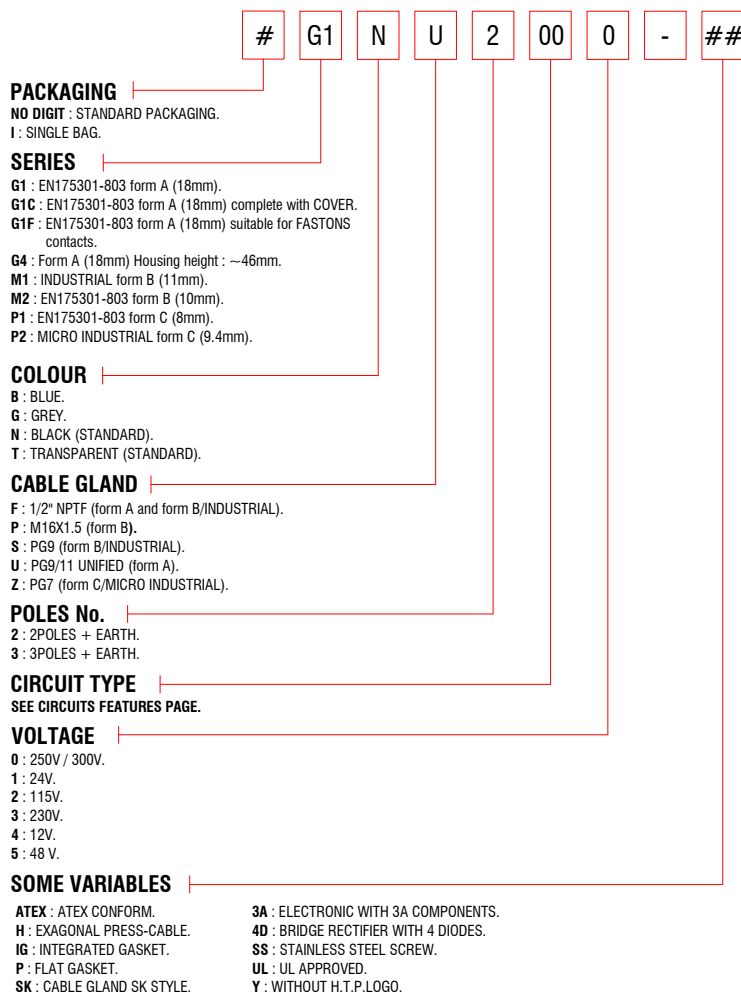 # G1 N U 2 00 0 - ##
PACKAGING
NO DIGIT : STANDARD PACKAGING.
I : SINGLE BAG.
SERIES
G1 : EN175301-803 form A (18mm).
G1C : EN175301-803 form A (18mm) complete with COVER.
G1F : EN175301-803 form A (18mm) suitable for FASTONS
contacts.
G4 : Form A (18mm) Housing height : ~46mm.
M1 : INDUSTRIAL form B (11mm).
M2 : EN175301-803 form B (10mm).
P1 : EN175301-803 form C (8mm).
P2 : MICRO INDUSTRIAL form C (9.4mm).
COLOUR
B : BLUE.
G : GREY.
N : BLACK (STANDARD).
T : TRANSPARENT (STANDARD).
CABLE GLAND
F : 1/2" NPTF (form A and form B/INDUSTRIAL).
P : M16X1.5 (form B).
S : PG9 (form B/INDUSTRIAL).
U : PG9/11 UNIFIED (form A).
Z : PG7 (form C/MICRO INDUSTRIAL).
POLES No.
2 : 2POLES + EARTH.
3 : 3POLES + EARTH.
CIRCUIT TYPE
SEE CIRCUITS FEATURES PAGE.
VOLTAGE
0 : 250V / 300V.
1 : 24V.
2 : 115V.
3 : 230V.
4 : 12V.
5 : 48 V.
SOME VARIABLES
ATEX : ATEX CONFORM.
H : EXAGONAL PRESS-CABLE.
IG : INTEGRATED GASKET.
P : FLAT GASKET.
SK : CABLE GLAND SK STYLE.
3A : ELECTRONIC WITH 3A COMPONENTS.
4D : BRIDGE RECTIFIER WITH 4 DIODES.
SS : STAINLESS STEEL SCREW.
UL : UL APPROVED.
Y : WITHOUT H.T.P.LOGO.